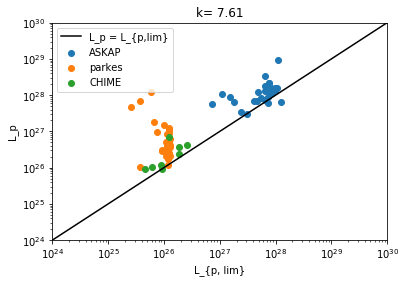 k= 7.61
L_p = L_{p,lim}
ASKAP
parkes
CHIME
10^30
10^29
10^28
10^27
10^26
10^25
10^24
L_p
10^24 10^25 10^26 10^27 10^28 10^29 10^30
L_{p, lim}